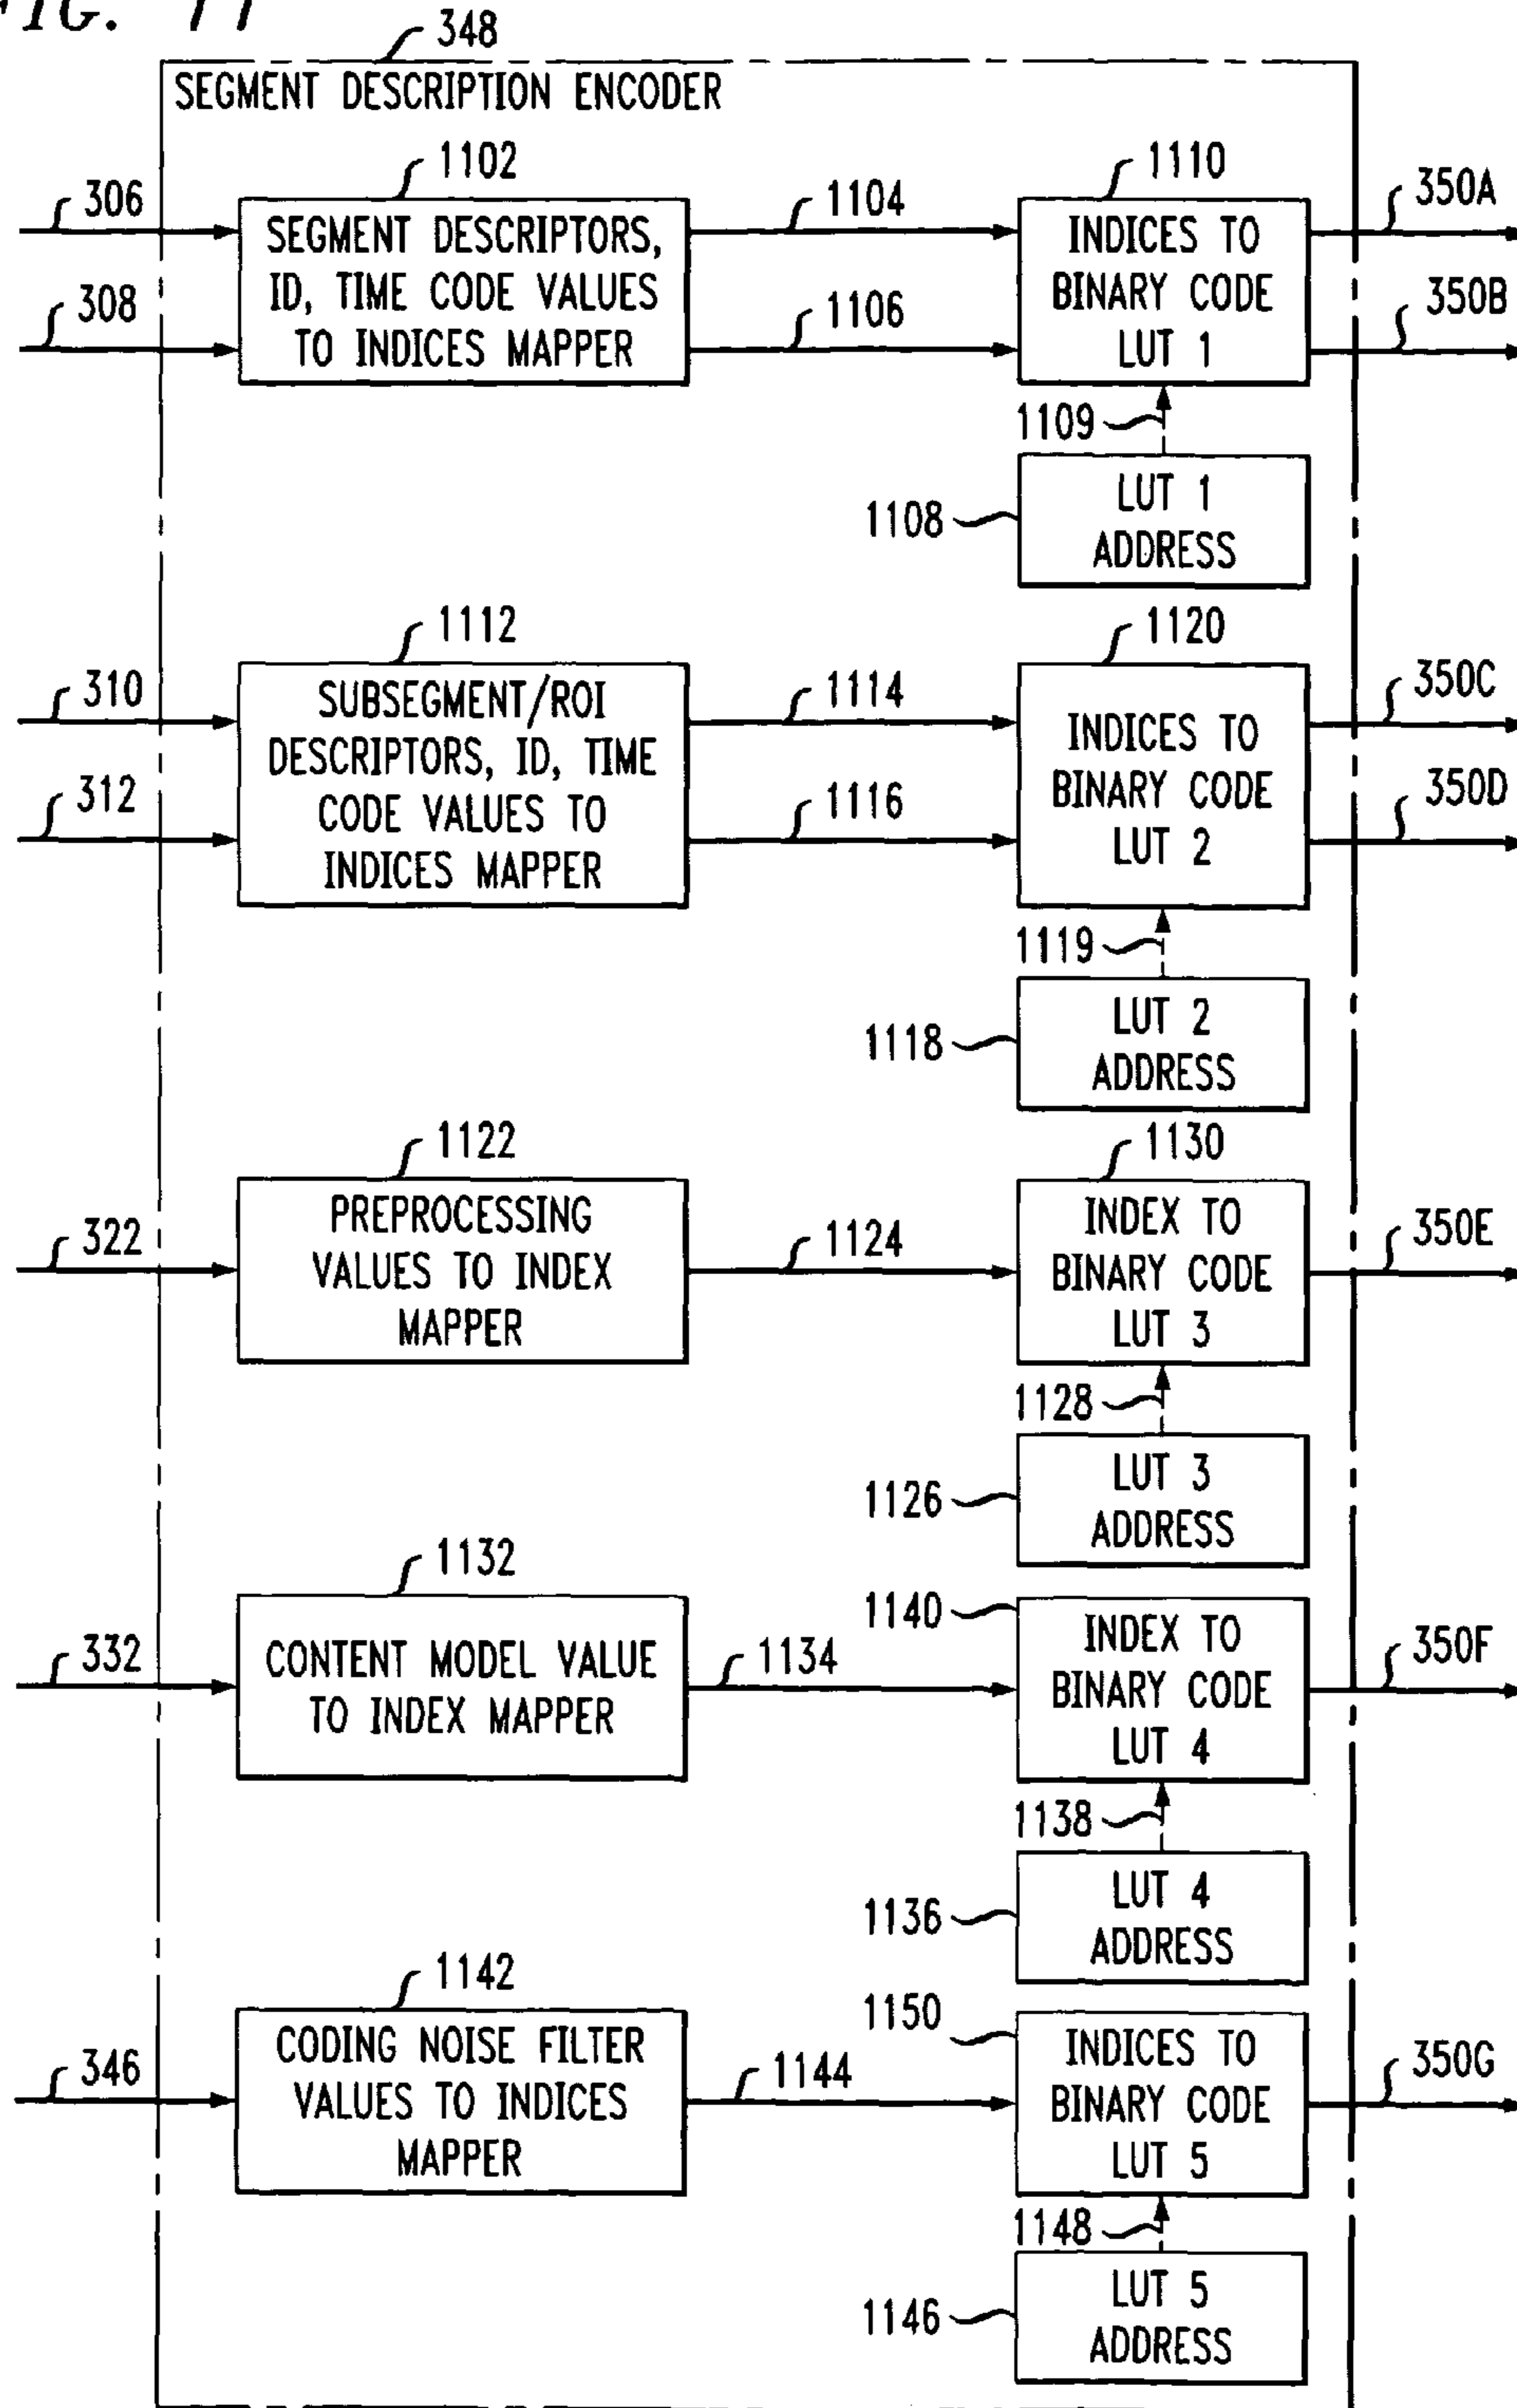 FIG. 11
348
SEGMENT DESCRIPTION ENCODER
1102
1110
306
1104
350A
SEGMENT DESCRIPTORS,
ID, TIME CODE VALUES
TO INDICES MAPPER
INDICES TO
BINARY CODE
LUT 1
308
1106
350B
1109
LUT 1
ADDRESS
1108
1112
1120
310
1114
350C
SUBSEGMENT/ROI
DESCRIPTORS, ID, TIME
CODE VALUES TO
INDICES MAPPER
INDICES TO
BINARY CODE
LUT 2
312
1116
350D
1119
LUT 2
ADDRESS
1118
1122
1130
322
PREPROCESSING
VALUES TO INDEX
MAPPER
1124
INDEX TO
BINARY CODE
LUT 3
350E
1128
LUT 3
ADDRESS
1126
1132
1140
332
CONTENT MODEL VALUE
TO INDEX MAPPER
1134
INDEX TO
BINARY CODE
LUT 4
350F
1138
LUT 4
ADDRESS
1136
1142
1150
346
CODING NOISE FILTER
VALUES TO INDICES
MAPPER
1144
INDICES TO
BINARY CODE
LUT 5
350G
1148
LUT 5
ADDRESS
1146